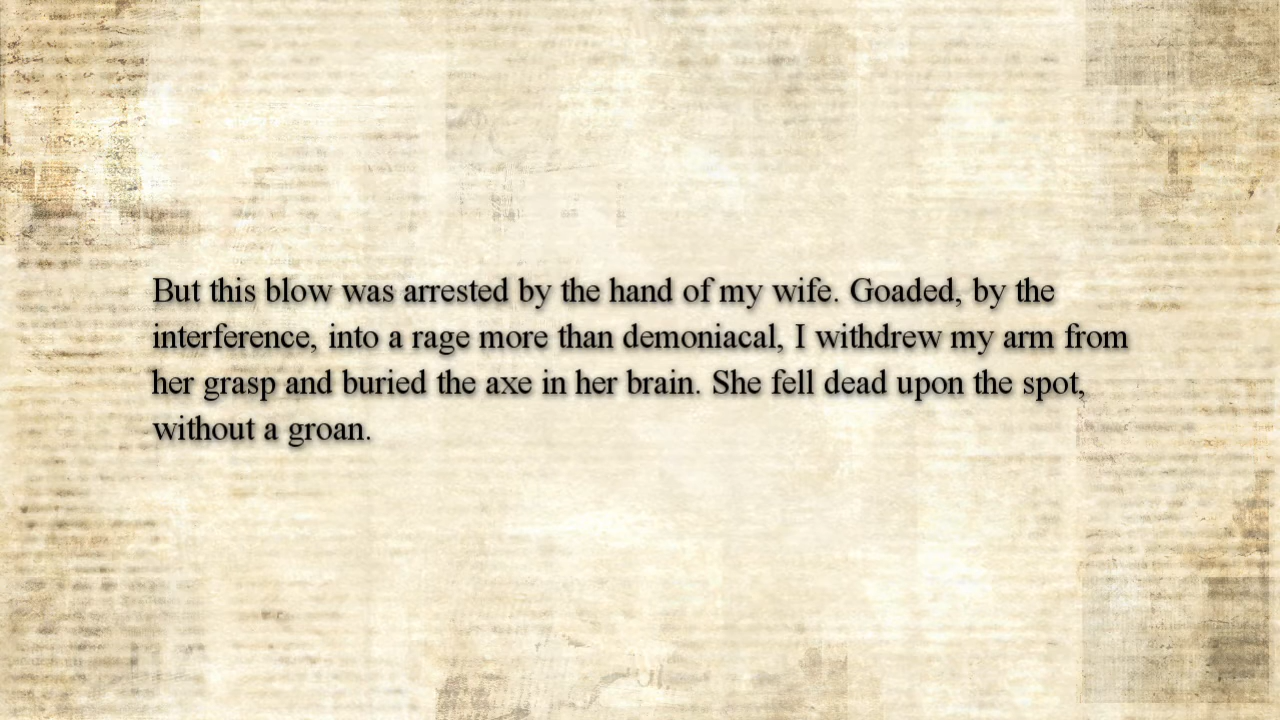 But this blow was arrested by the hand of my wife. Goaded, by the
interference, into a rage more than demoniacal, I withdrew my arm from
her grasp and buried the axe in her brain. She fell dead upon the spot,
without a groan.